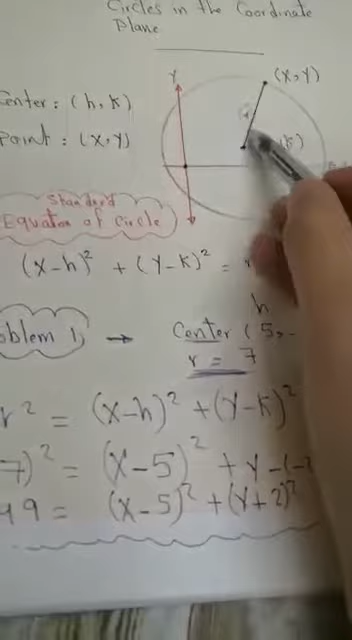 Circles in the Coordinate
Plane
Y
(X,Y)
Center: (h, k)
r
k)
Point: (X,Y)
Standard
Equation of Circle
(X-h)² + (Y-k)² =
h
Problem 1 → Center (5, -
r = 7
r² = (X-h)² + (Y-k)²
7)² = (X-5)² + Y-(-2
49 = (X-5)² + (Y+2)²